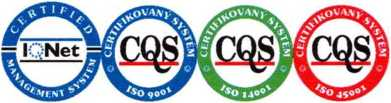 CERTIFIED
IQNet
MANAGEMENT SYSTEM
CERTIFIKOVANÝ SYSTÉM
CQS
ISO 9001
CERTIFIKOVANÝ SYSTÉM
CQS
ISO 14001
CERTIFIKOVANÝ SYSTÉM
CQS
ISO 45001